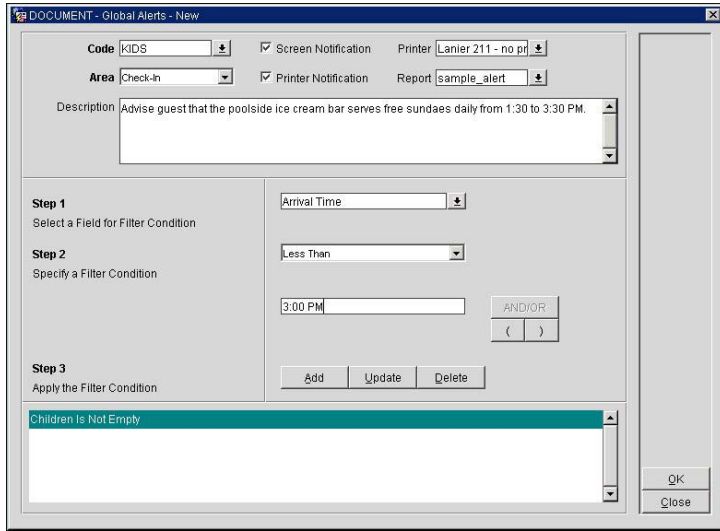 DOCUMENT - Global Alerts - New
Code KIDS Screen Notification Printer Lanier 211 - no pr
Area Check-In Printer Notification Report sample_alert
Description Advise guest that the poolside ice cream bar serves free sundaes daily from 1:30 to 3:30 PM.
Step 1 Arrival Time
Select a Field for Filter Condition
Step 2 Less Than
Specify a Filter Condition
3:00 PM AND/OR
( )
Step 3
Add Update Delete
Apply the Filter Condition
Children Is Not Empty
OK
Close